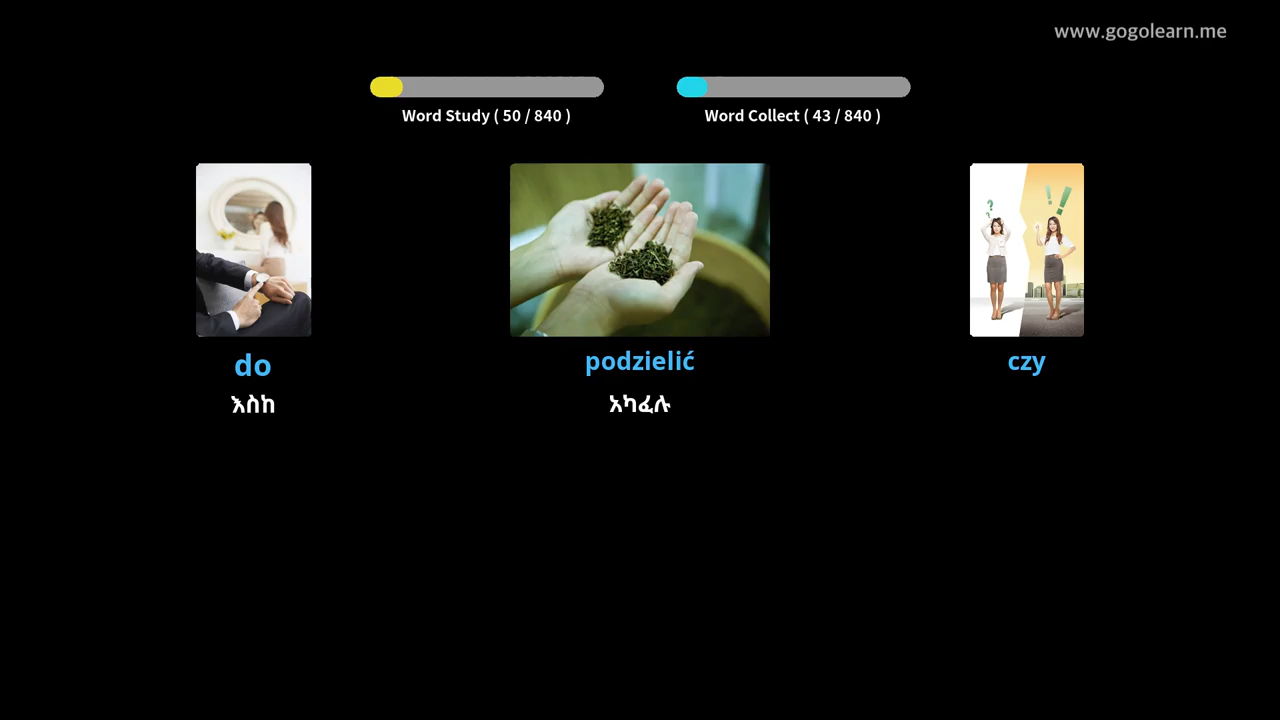 www.gogolearn.me
Word Study ( 50 / 840 )
Word Collect ( 43 / 840 )
do
podzielić
czy
እስከ
አካፈሉ